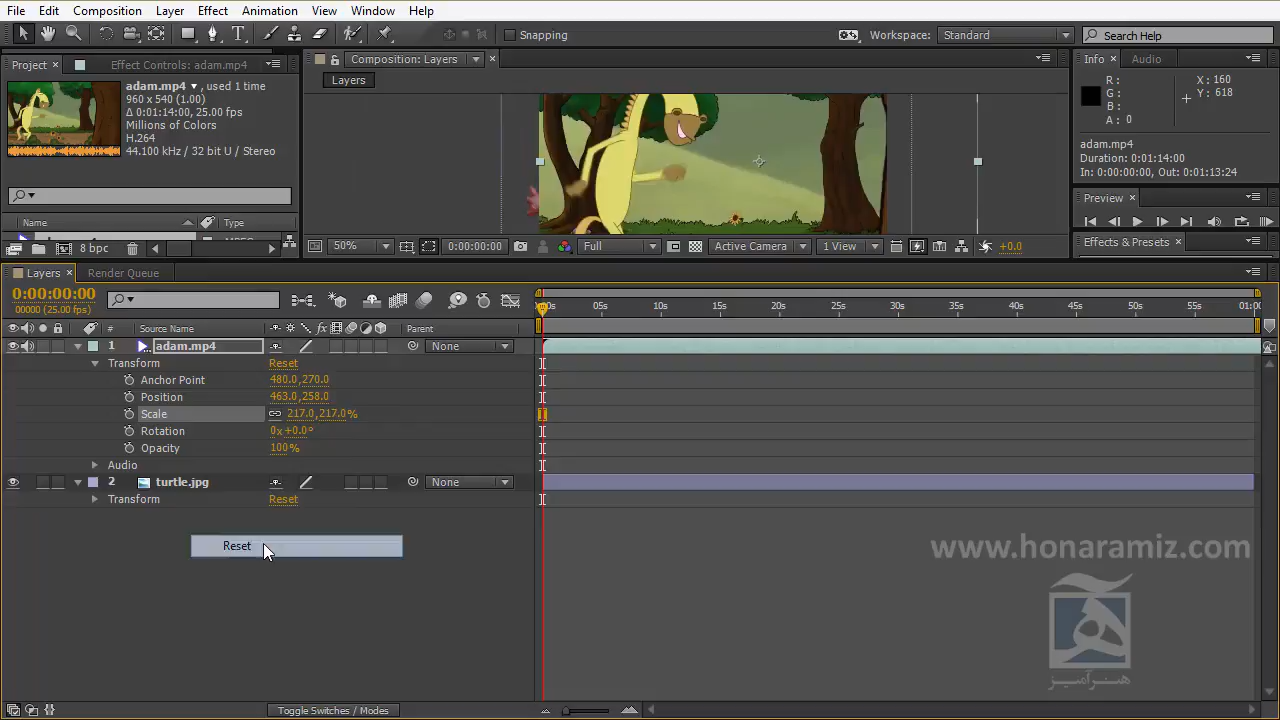 File Edit Composition Layer Effect Animation View Window Help
Snapping Workspace: Standard Search Help
Project Effect Controls: adam.mp4 Composition: Layers Info Audio
Layers
adam.mp4 , used 1 time
960 x 540 (1.00)
Δ 0:01:14:00, 25.00 fps
Millions of Colors
H.264
44.100 kHz / 32 bit U / Stereo
R:
G:
B:
A: 0
X: 160
Y: 618
adam.mp4
Duration: 0:01:14:00
In: 0:00:00:00, Out: 0:01:13:24
Preview
Name Type
8 bpc 50% 0:00:00:00 Full Active Camera 1 View +0.0
Effects & Presets
Layers Render Queue
0:00:00:00
00000 (25.00 fps)
05s 10s 15s 20s 25s 30s 35s 40s 45s 50s 55s
# Source Name Parent
1 adam.mp4 None
Transform Reset
Anchor Point 480.0,270.0
Position 463.0,258.0
Scale 217.0,217.0%
Rotation 0x+0.0°
Opacity 100%
Audio
2 turtle.jpg None
Transform Reset
Reset
www.honaramiz.com
هنرآمیز
Toggle Switches / Modes